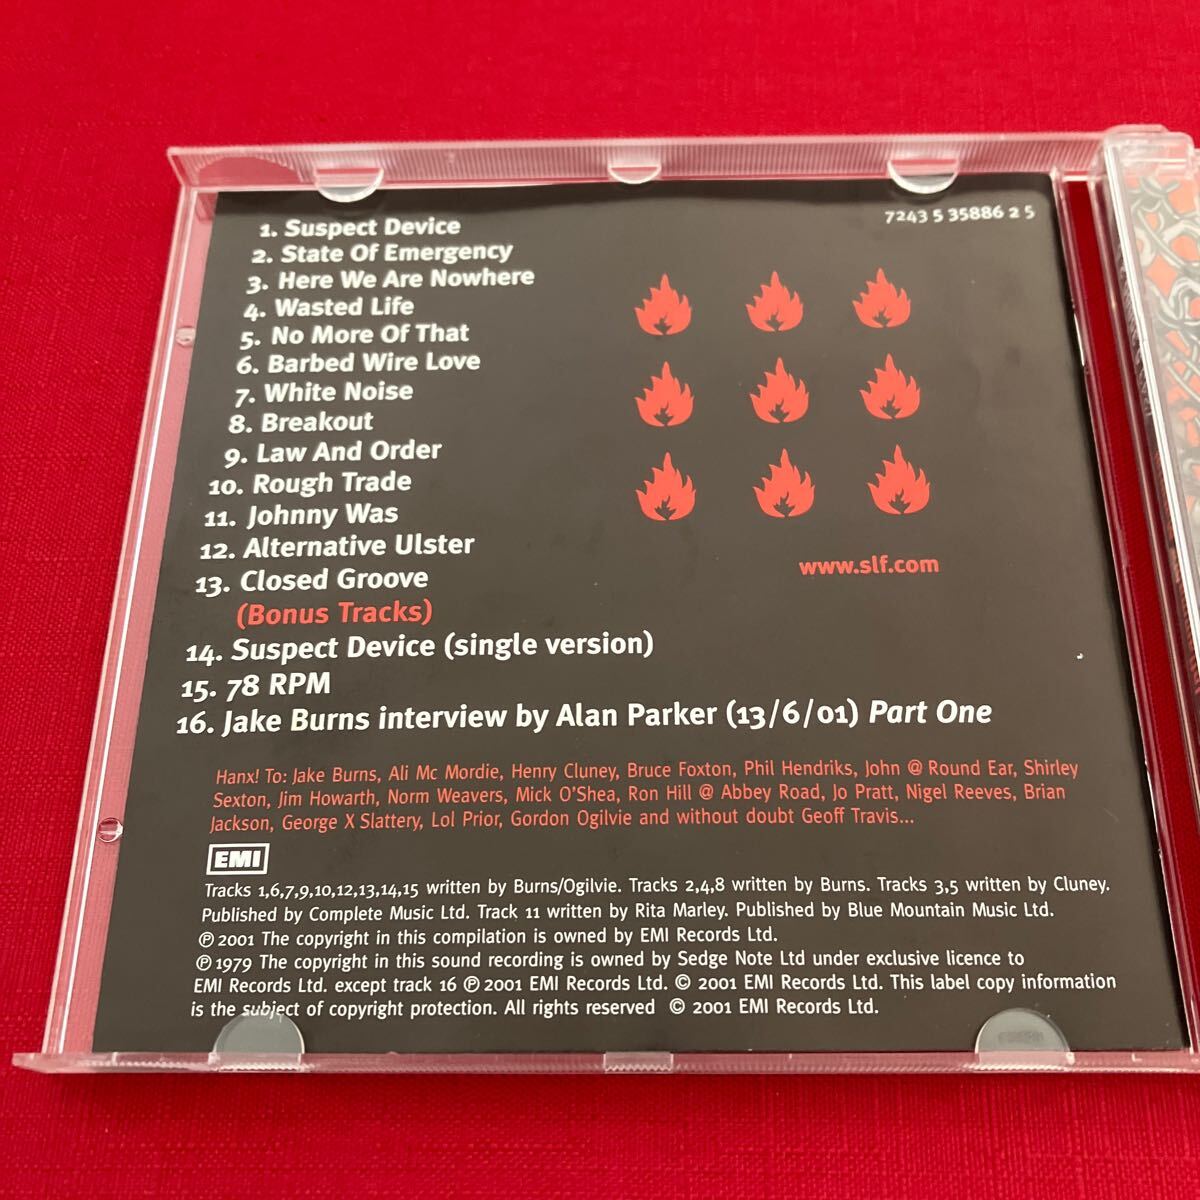 7243 5 35886 2 5
1. Suspect Device
2. State Of Emergency
3. Here We Are Nowhere
4. Wasted Life
5. No More Of That
6. Barbed Wire Love
7. White Noise
8. Breakout
9. Law And Order
10. Rough Trade
11. Johnny Was
12. Alternative Ulster
13. Closed Groove
(Bonus Tracks)
14. Suspect Device (single version)
15. 78 RPM
16. Jake Burns interview by Alan Parker (13/6/01) Part One
www.slf.com
Hanx! To: Jake Burns, Ali Mc Mordie, Henry Cluney, Bruce Foxton, Phil Hendriks, John @ Round Ear, Shirley
Sexton, Jim Howarth, Norm Weavers, Mick O'Shea, Ron Hill @ Abbey Road, Jo Pratt, Nigel Reeves, Brian
Jackson, George X Slattery, Lol Prior, Gordon Ogilvie and without doubt Geoff Travis...
EMI
Tracks 1,6,7,9,10,12,13,14,15 written by Burns/Ogilvie. Tracks 2,4,8 written by Burns. Tracks 3,5 written by Cluney.
Published by Complete Music Ltd. Track 11 written by Rita Marley. Published by Blue Mountain Music Ltd.
℗ 2001 The copyright in this compilation is owned by EMI Records Ltd.
℗ 1979 The copyright in this sound recording is owned by Sedge Note Ltd under exclusive licence to
EMI Records Ltd. except track 16 ℗ 2001 EMI Records Ltd. © 2001 EMI Records Ltd. This label copy information
is the subject of copyright protection. All rights reserved © 2001 EMI Records Ltd.